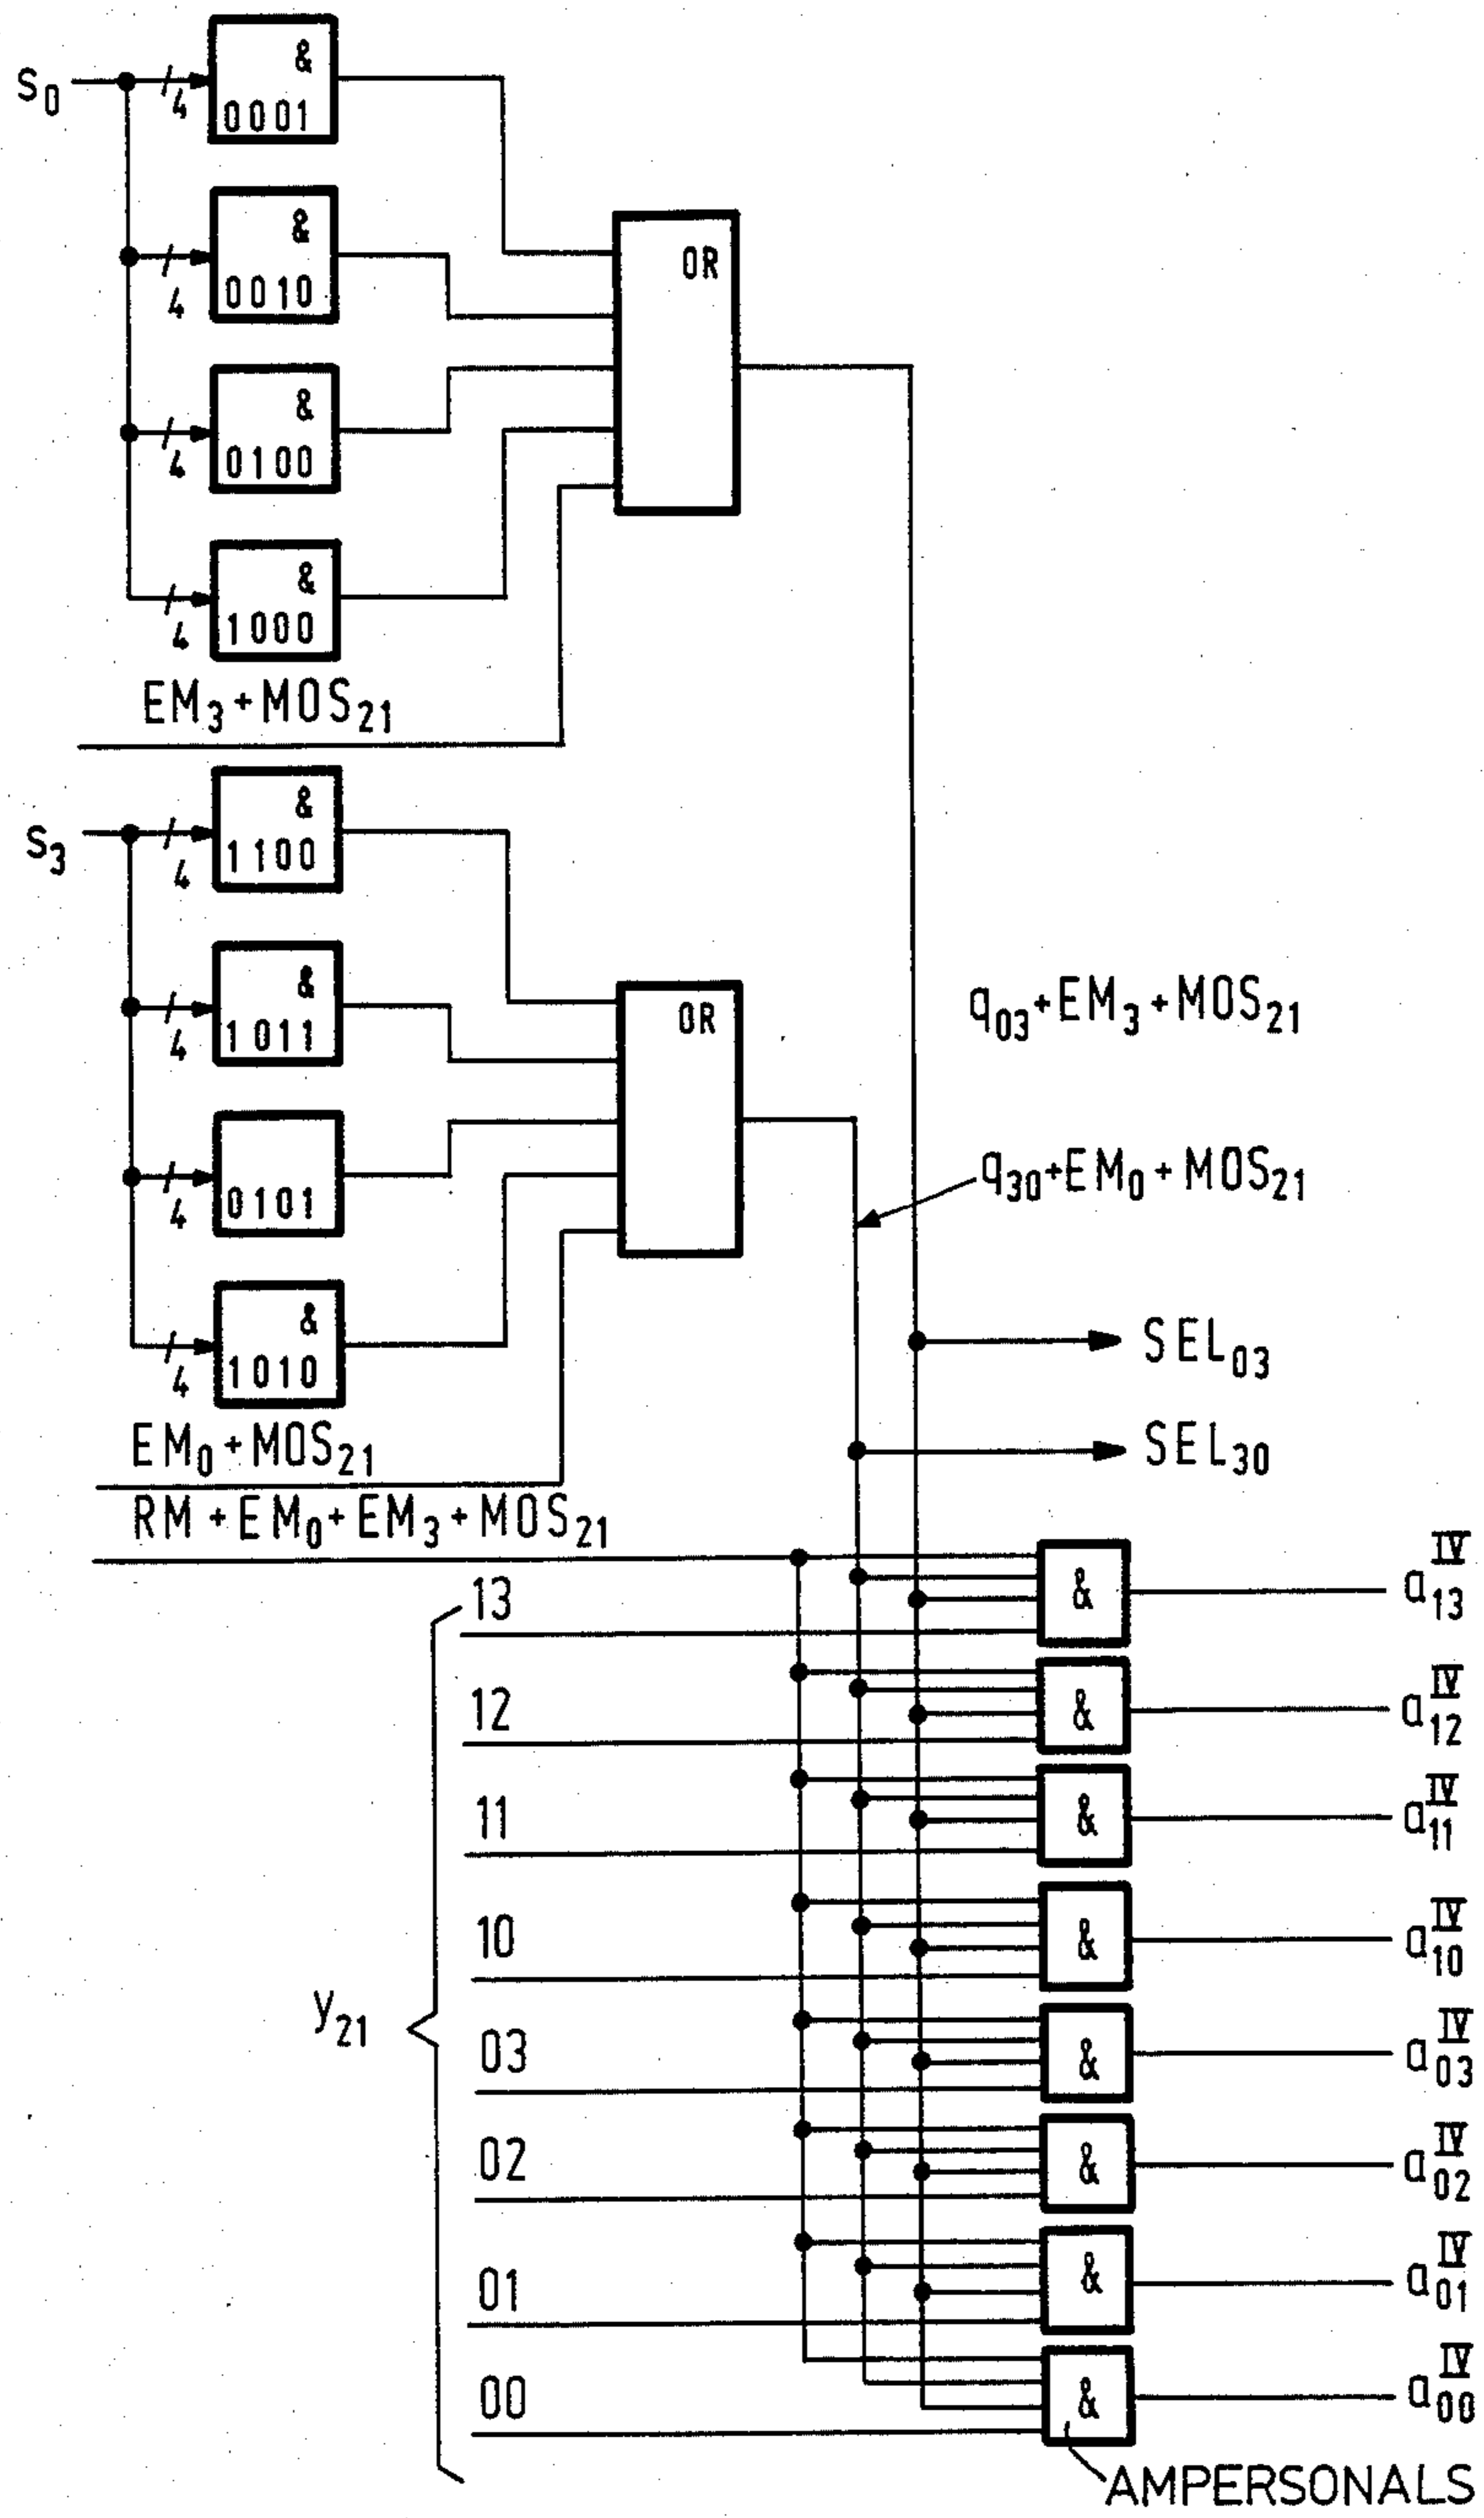 &
S0
4
0001
&
4
0010
OR
&
4
0100
&
4
1000
EM3+MOS21
&
S3
4
1100
&
4
1011
OR
q03+EM3+MOS21
4
0101
q30+EM0+MOS21
&
4
1010
SEL03
EM0+MOS21
SEL30
RM+EM0+EM3+MOS21
13
&
a13 IV
12
&
a12 IV
11
&
a11 IV
10
&
a10 IV
y21
03
&
a03 IV
02
&
a02 IV
01
&
a01 IV
00
&
a00 IV
AMPERSONALS